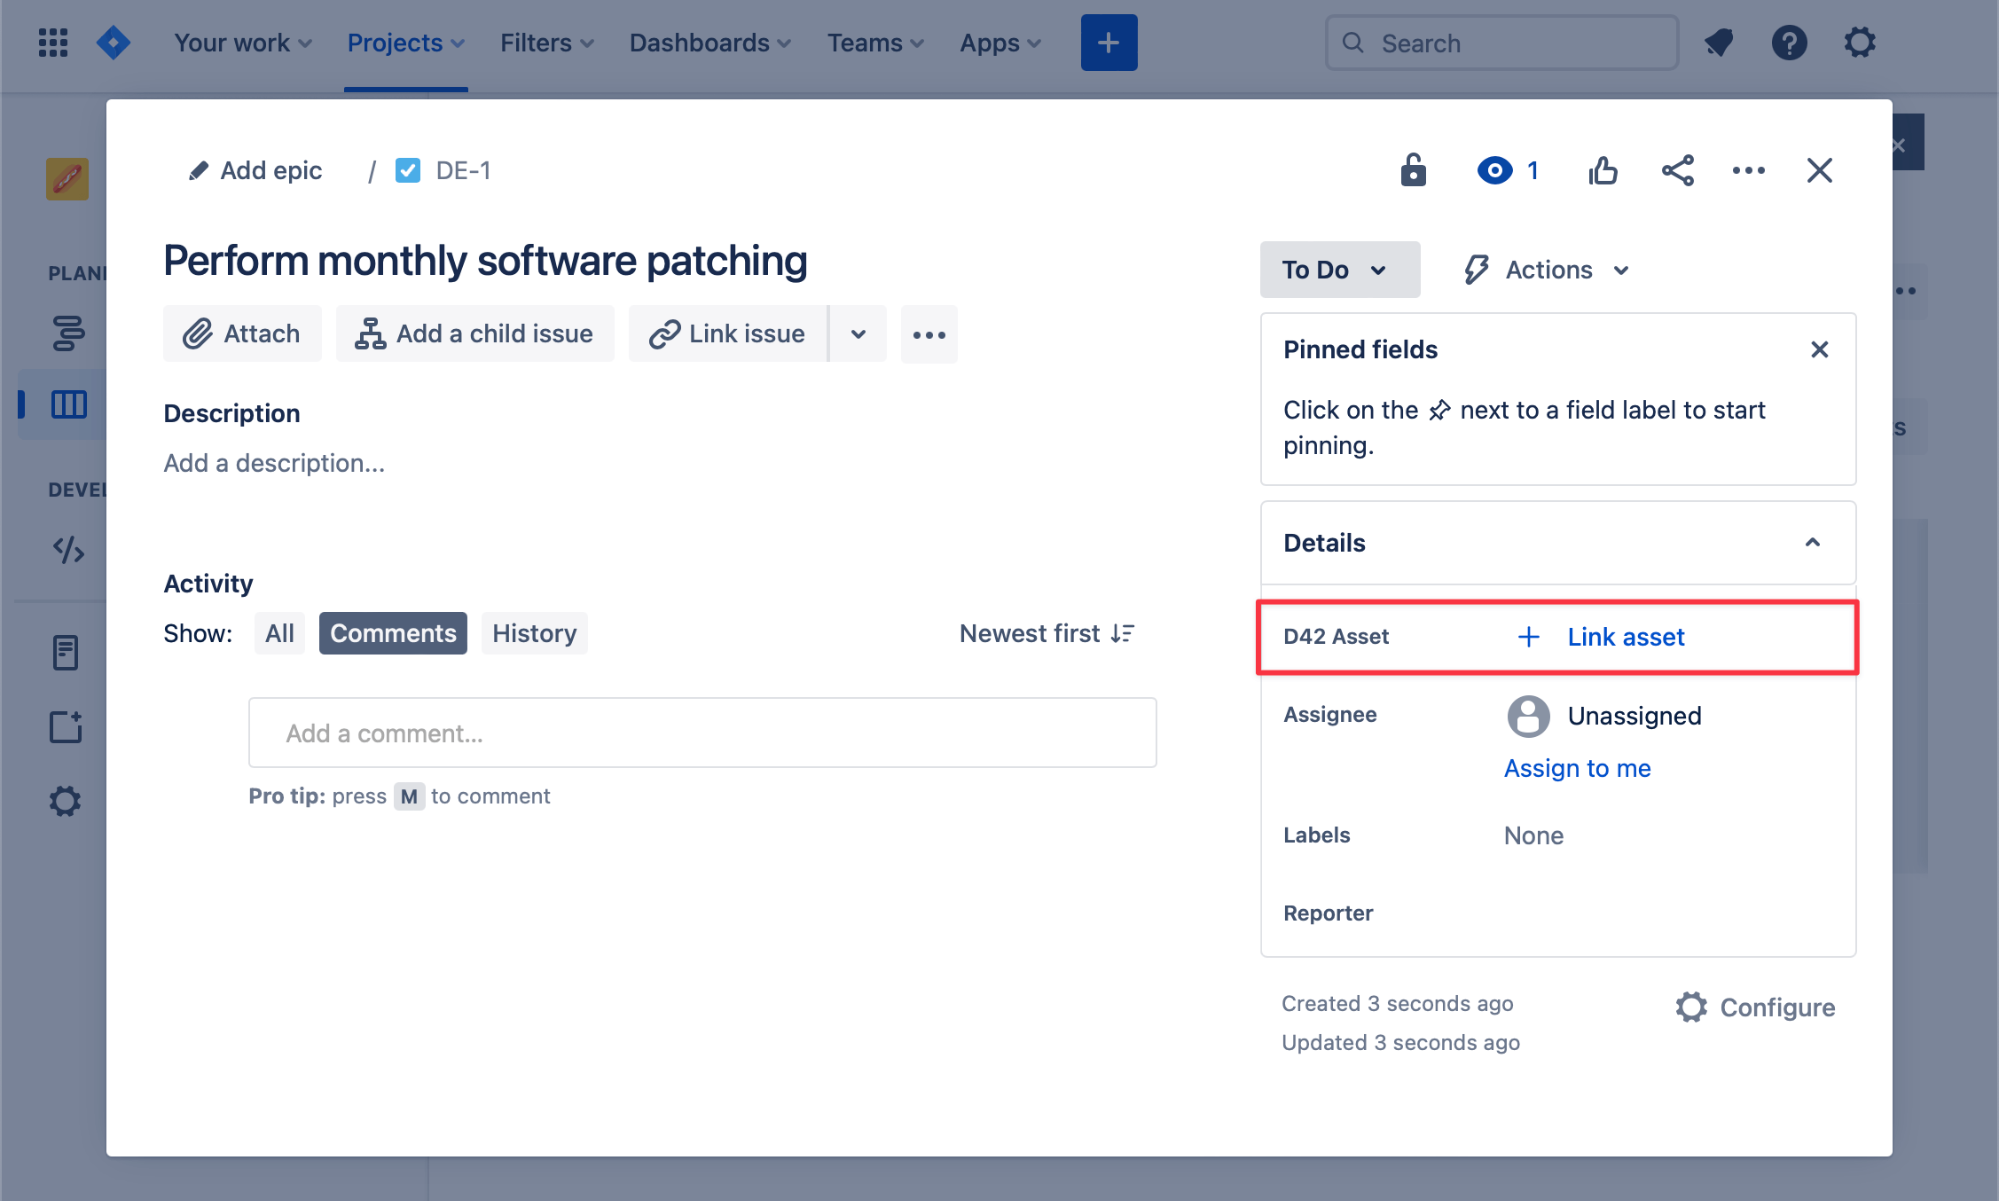 Your work Projects Filters Dashboards Teams Apps + Search
Add epic / DE-1 1
Perform monthly software patching
To Do Actions
Attach Add a child issue Link issue
Pinned fields
Click on the next to a field label to start
pinning.
Description
Add a description...
Details
Activity
Show: All Comments History Newest first
D42 Asset + Link asset
Add a comment...
Pro tip: press M to comment
Assignee Unassigned
Assign to me
Labels None
Reporter
Created 3 seconds ago Configure
Updated 3 seconds ago